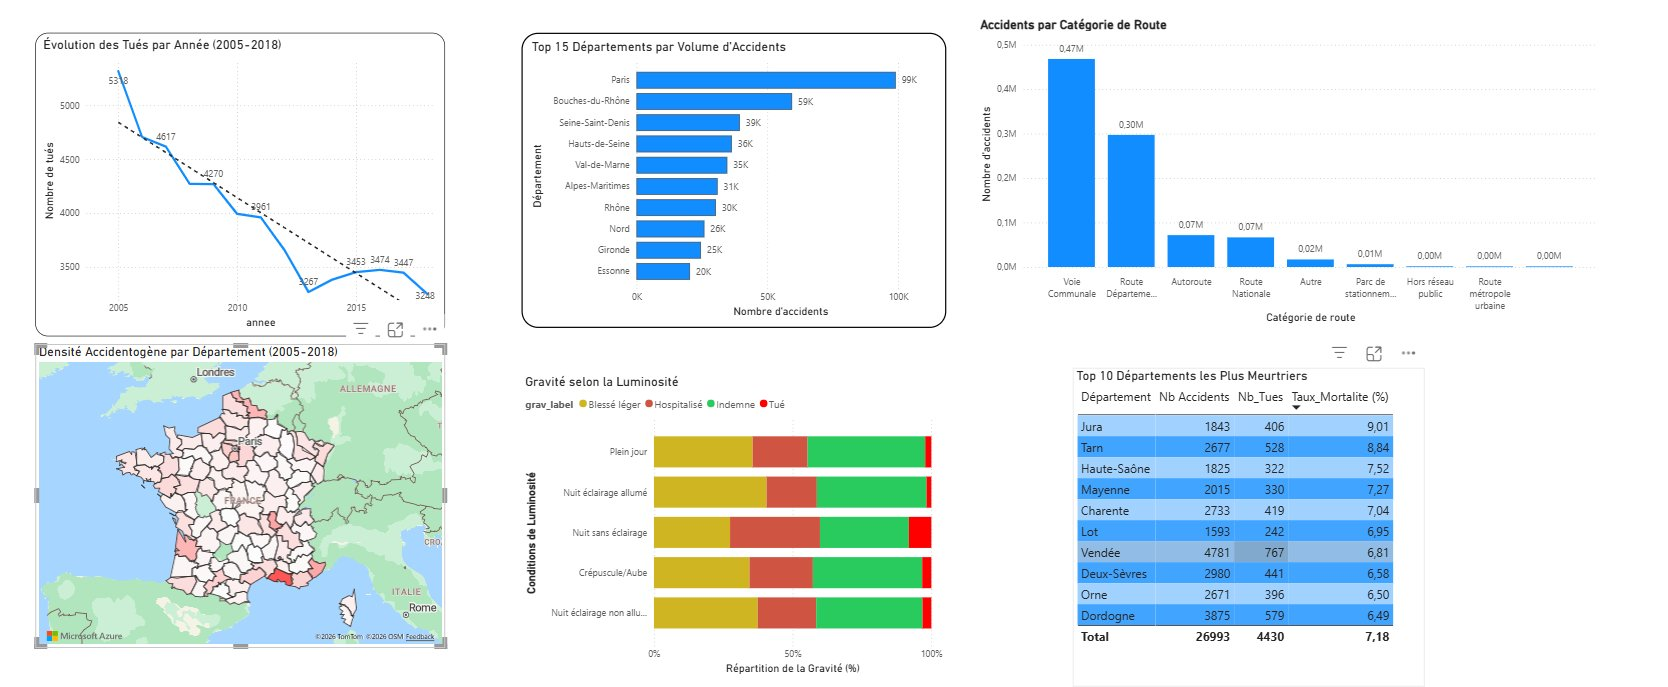 Évolution des Tués par Année (2005-2018)
Nombre de tués
5000
4500
4000
3500
5318
4617
4270
3961
3267
3453
3474
3447
3248
2005
2010
2015
annee
Top 15 Départements par Volume d'Accidents
Département
Paris
99K
Bouches-du-Rhône
59K
Seine-Saint-Denis
39K
Hauts-de-Seine
36K
Val-de-Marne
35K
Alpes-Maritimes
31K
Rhône
30K
Nord
26K
Gironde
25K
Essonne
20K
0K
50K
100K
Nombre d'accidents
Accidents par Catégorie de Route
Nombre d'accidents
0,5M
0,4M
0,3M
0,2M
0,1M
0,0M
0,47M
0,30M
0,07M
0,07M
0,02M
0,01M
0,00M
0,00M
0,00M
Voie
Communale
Route
Départeme...
Autoroute
Route
Nationale
Autre
Parc de
stationnem...
Hors réseau
public
Route
métropole
urbaine
Catégorie de route
Densité Accidentogène par Département (2005-2018)
Londres
ALLEMAGNE
Paris
FRANCE
CRO
ITALIE
Rome
Microsoft Azure
©2026 TomTom ©2026 OSM Feedback
Gravité selon la Luminosité
grav_label Blessé léger Hospitalisé Indemne Tué
Conditions de Luminosité
Plein jour
Nuit éclairage allumé
Nuit sans éclairage
Crépuscule/Aube
Nuit éclairage non allu...
0%
50%
100%
Répartition de la Gravité (%)
Top 10 Départements les Plus Meurtriers
Département Nb Accidents Nb_Tues Taux_Mortalite (%)
Jura 1843 406 9,01
Tarn 2677 528 8,84
Haute-Saône 1825 322 7,52
Mayenne 2015 330 7,27
Charente 2733 419 7,04
Lot 1593 242 6,95
Vendée 4781 767 6,81
Deux-Sèvres 2980 441 6,58
Orne 2671 396 6,50
Dordogne 3875 579 6,49
Total 26993 4430 7,18